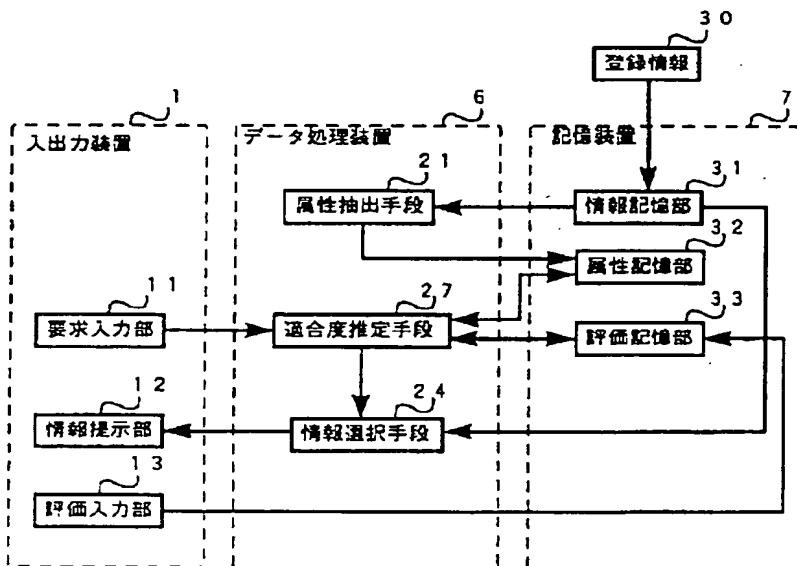 ３０
登録情報
１
６
７
入出力装置
データ処理装置
記憶装置
２１
３１
属性抽出手段
情報記憶部
３２
属性記憶部
１１
２７
３３
要求入力部
適合度推定手段
評価記憶部
１２
２４
情報提示部
情報選択手段
１３
評価入力部